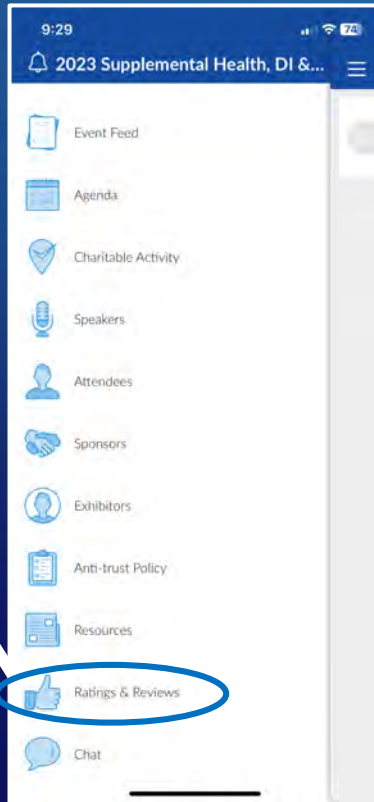 9:29
74
2023 Supplemental Health, DI &...
Event Feed
Agenda
Charitable Activity
Speakers
Attendees
Sponsors
Exhibitors
Anti-trust Policy
Resources
Ratings & Reviews
Chat